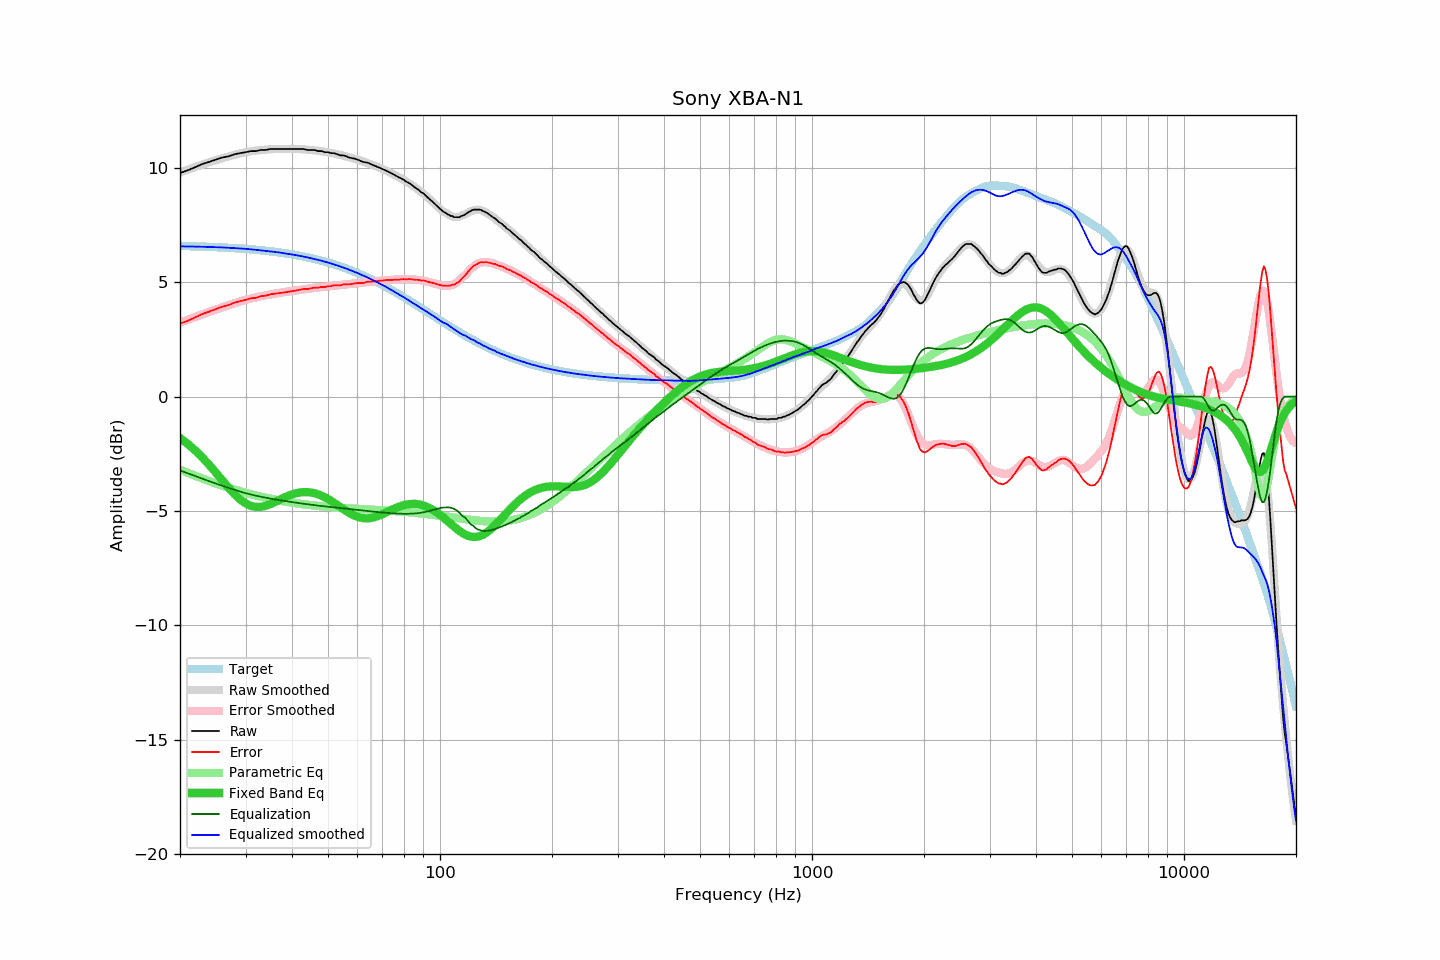 Sony XBA-N1
Amplitude (dBr)
10
5
0
−5
−10
−15
−20
Target
Raw Smoothed
Error Smoothed
Raw
Error
Parametric Eq
Fixed Band Eq
Equalization
Equalized smoothed
100
1000
10000
Frequency (Hz)